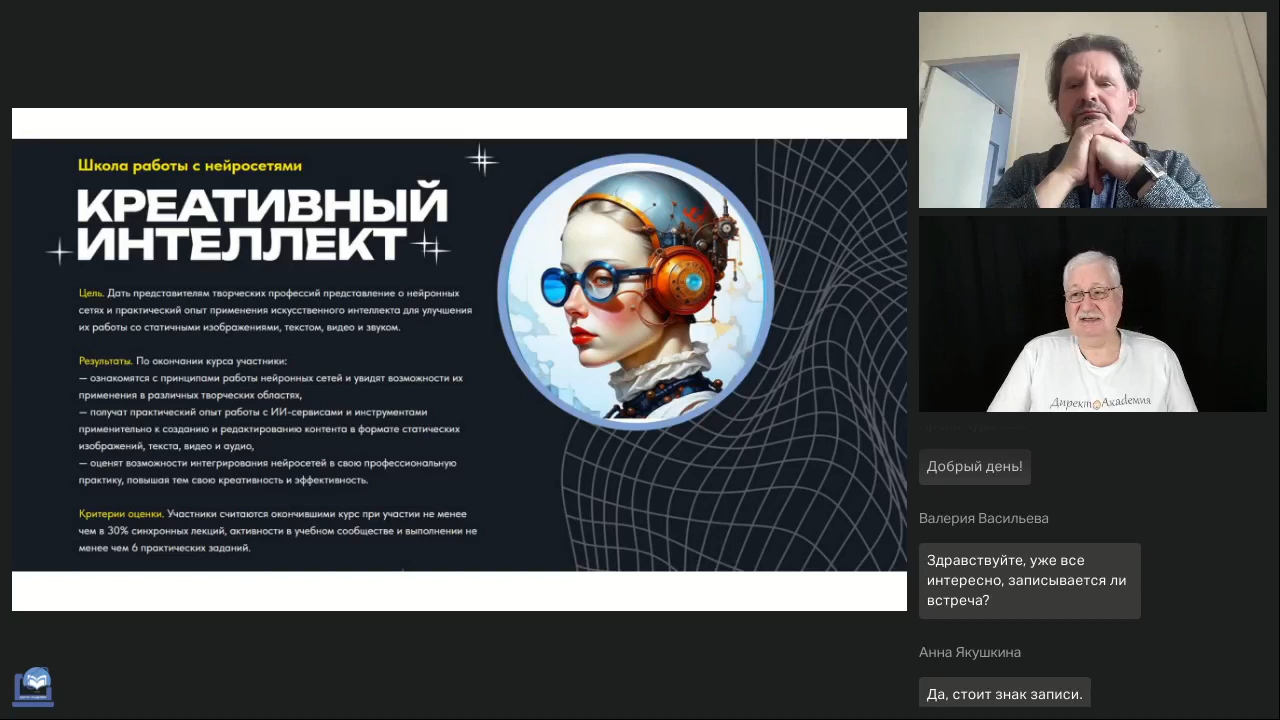 Школа работы с нейросетями
КРЕАТИВНЫЙ
ИНТЕЛЛЕКТ
Цель. Дать представителям творческих профессий представление о нейронных
сетях и практический опыт применения искусственного интеллекта для улучшения
их работы со статичными изображениями, текстом, видео и звуком.
Результаты. По окончании курса участники:
— ознакомятся с принципами работы нейронных сетей и увидят возможности их
применения в различных творческих областях,
— получат практический опыт работы с ИИ-сервисами и инструментами
применительно к созданию и редактированию контента в формате статических
изображений, текста, видео и аудио,
— оценят возможности интегрирования нейросетей в свою профессиональную
практику, повышая тем свою креативность и эффективность.
Критерии оценки. Участники считаются окончившими курс при участии не менее
чем в 30% синхронных лекций, активности в учебном сообществе и выполнении не
менее чем 6 практических заданий.
Директ Академия
Добрый день!
Валерия Васильева
Здравствуйте, уже все
интересно, записывается ли
встреча?
Анна Якушкина
Да, стоит знак записи.